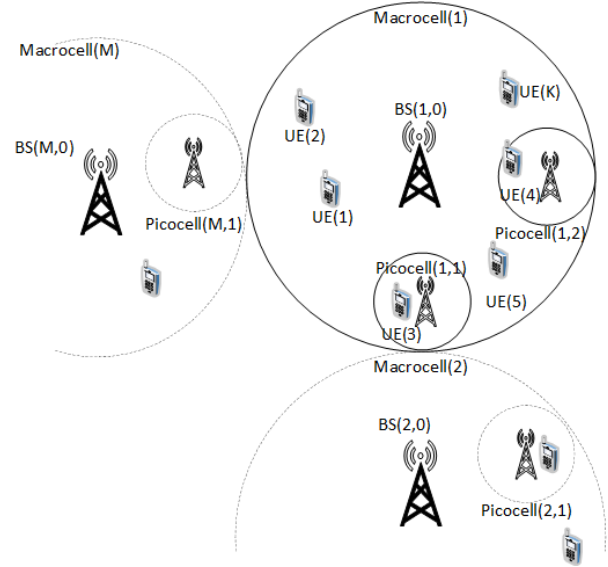 Macrocell(1)
Macrocell(M)
UE(K)
BS(1,0)
UE(2)
BS(M,0)
UE(4)
UE(1)
Picocell(M,1)
Picocell(1,2)
Picocell(1,1)
UE(5)
UE(3)
Macrocell(2)
BS(2,0)
Picocell(2,1)